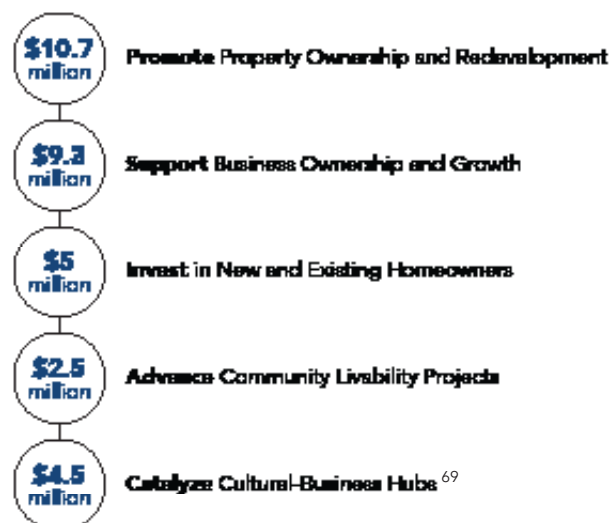 $10.7
million
Promote Property Ownership and Redevelopment
$9.3
million
Support Business Ownership and Growth
$5
million
Invest in New and Existing Homeowners
$2.5
million
Advance Community Livability Projects
$4.5
million
Catalyze Cultural-Business Hubs 69